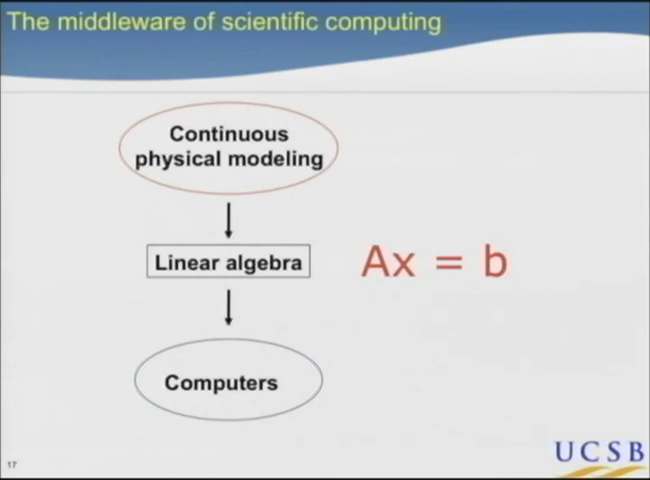 The middleware of scientific computing
Continuous
physical modeling
Linear algebra
Ax = b
Computers
17
UCSB